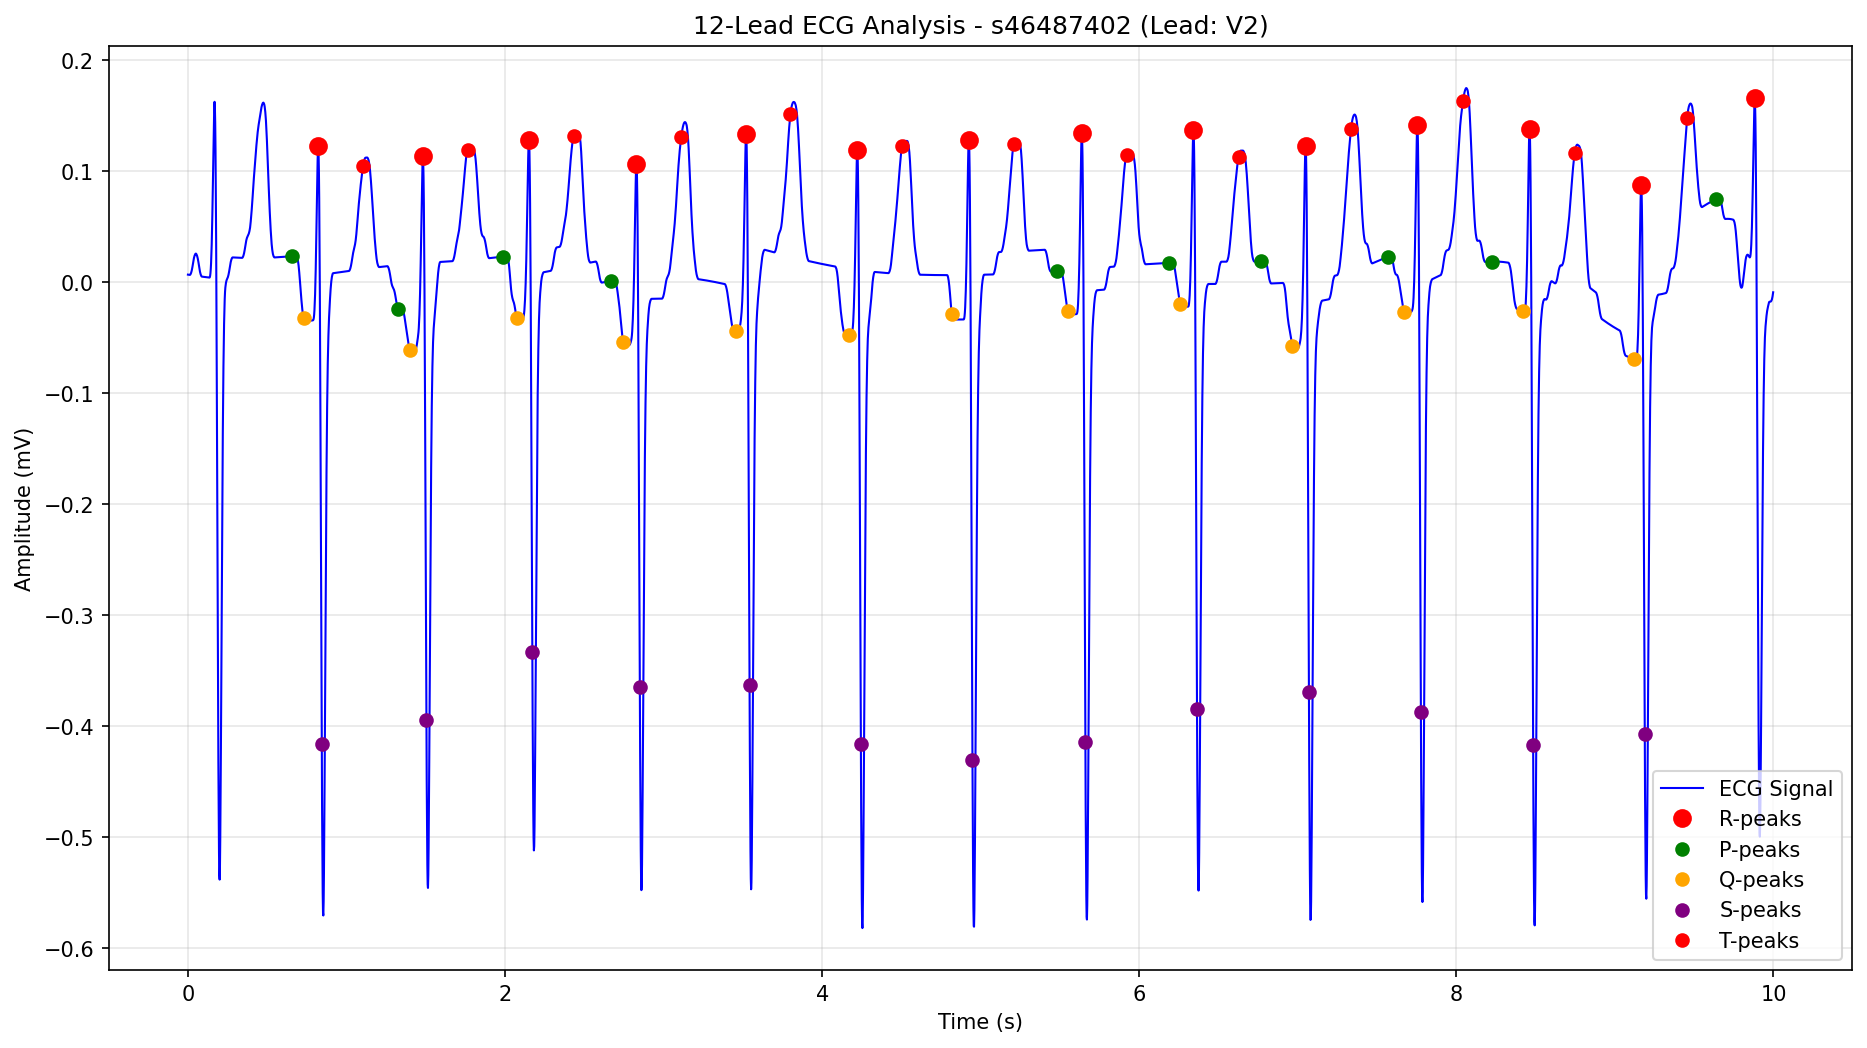 12-Lead ECG Analysis - s46487402 (Lead: V2)
Amplitude (mV)
0.2
0.1
0.0
−0.1
−0.2
−0.3
−0.4
−0.5
−0.6
0
2
4
6
8
10
Time (s)
ECG Signal
R-peaks
P-peaks
Q-peaks
S-peaks
T-peaks